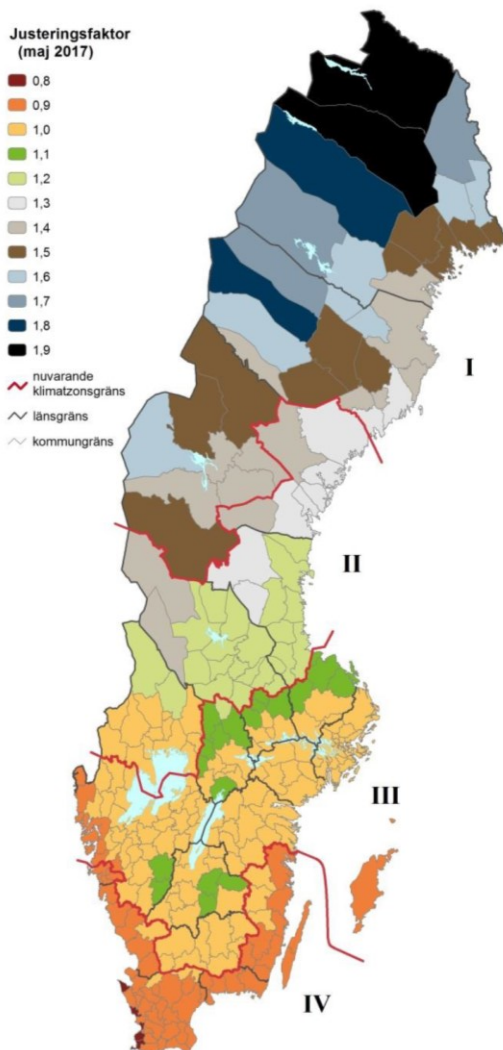 Justeringsfaktor
(maj 2017)
0,8
0,9
1,0
1,1
1,2
1,3
1,4
1,5
1,6
1,7
1,8
1,9
nuvarande
klimatzonsgräns
länsgräns
kommungräns
I
II
III
IV